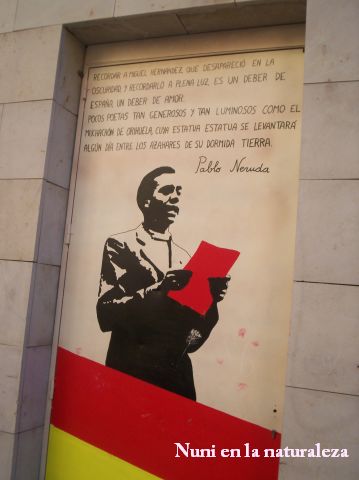 RECORDAR A MIGUEL HERNÁNDEZ, QUE DESAPARECIÓ EN LA
OSCURIDAD, Y RECORDARLO A PLENA LUZ, ES UN DEBER DE
ESPAÑA, UN DEBER DE AMOR.
POCOS POETAS TAN GENEROSOS Y TAN LUMINOSOS COMO EL
MUCHACHÓN DE ORIHUELA, CUYA ESTATUA ESTATUA SE LEVANTARÁ
ALGÚN DÍA ENTRE LOS AZAHARES DE SU DORMIDA TIERRA.
Pablo Neruda
Nuni en la naturaleza